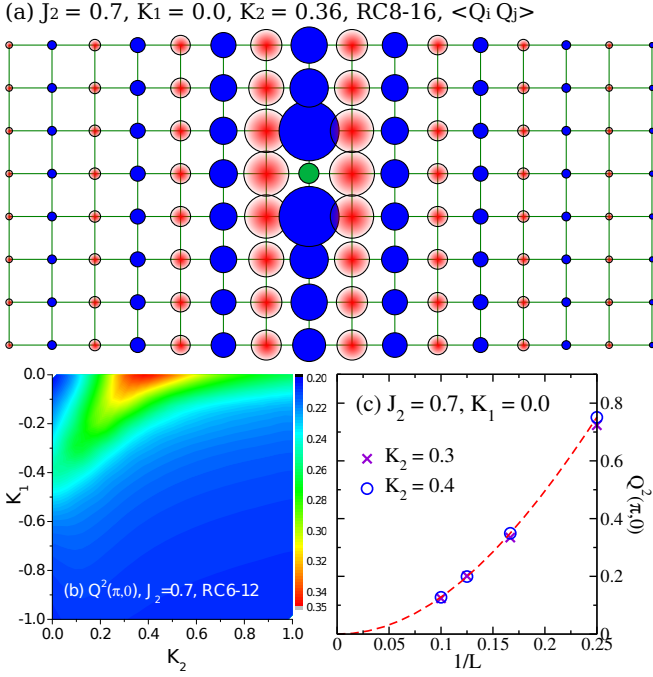 (a) J₂ = 0.7, K₁ = 0.0, K₂ = 0.36, RC8-16, <Qᵢ Qⱼ>
0.0
-0.2
-0.4
-0.6
-0.8
-1.0
K₁
0.0 0.2 0.4 0.6 0.8 1.0
K₂
(b) Q²(π,0), J₂=0.7, RC6-12
0.20
0.22
0.24
0.26
0.28
0.30
0.32
0.34
0.35
(c) J₂ = 0.7, K₁ = 0.0
K₂ = 0.3
K₂ = 0.4
0.8
0.6
0.4
0.2
0
Q²(π,0)
0 0.05 0.1 0.15 0.2 0.25
1/L